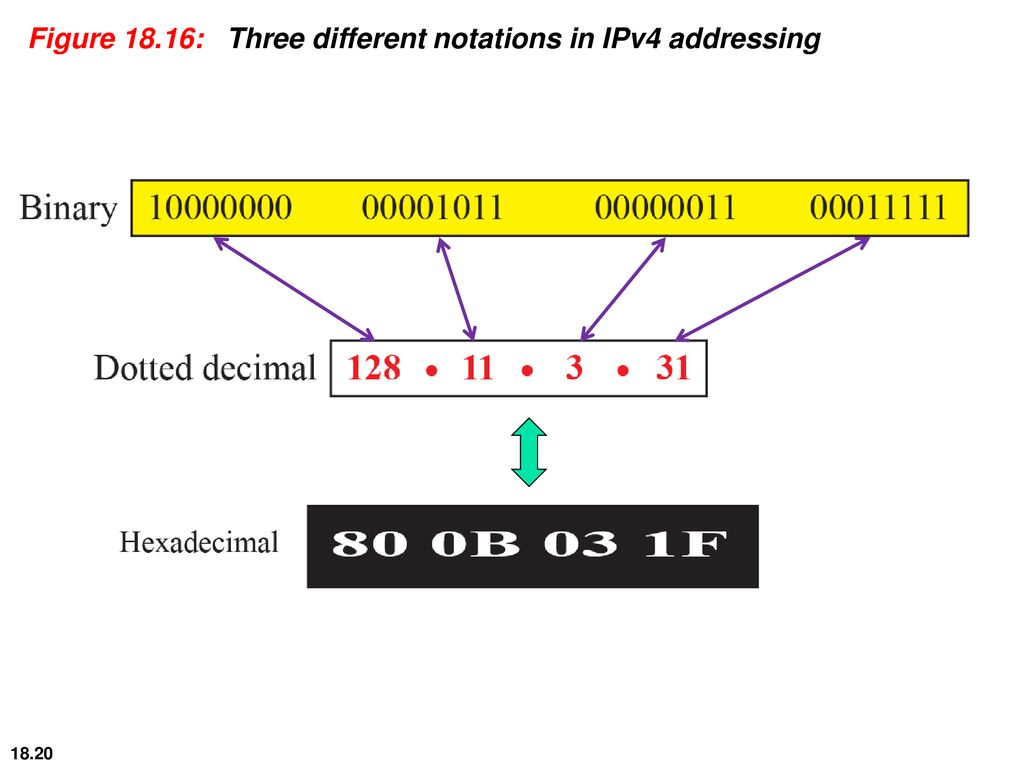 Figure 18.16: Three different notations in IPv4 addressing
Binary 10000000 00001011 00000011 00011111
Dotted decimal 128 • 11 • 3 • 31
Hexadecimal 80 0B 03 1F
18.20